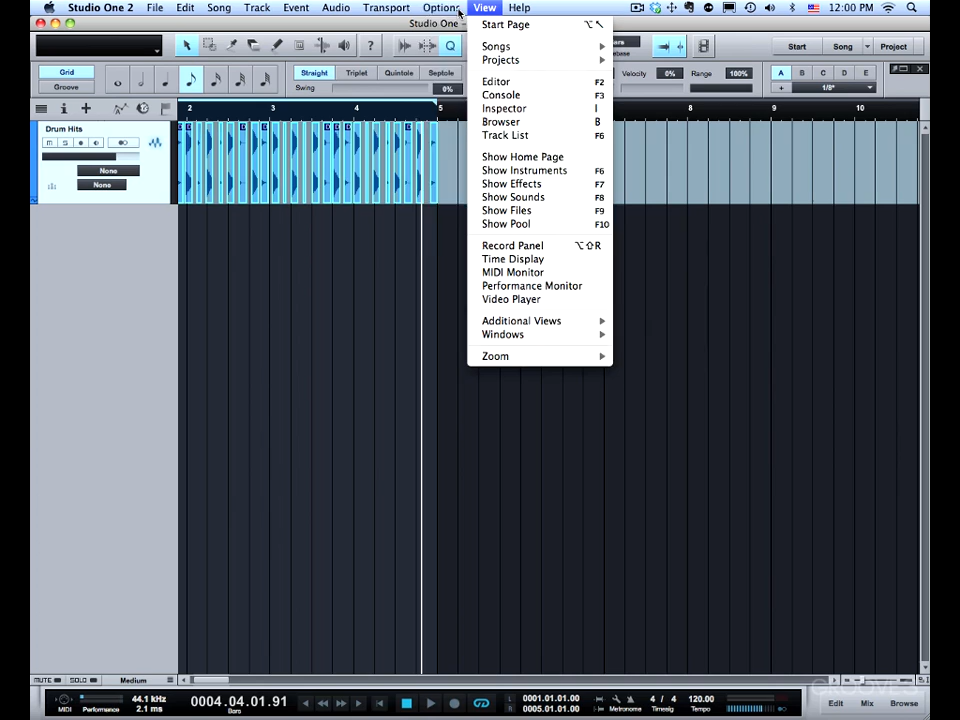 Studio One 2 File Edit Song Track Event Audio Transport Options View Help 12:00 PM
Studio One -
Start Page
Songs
Projects
Editor F2
Console F3
Inspector I
Browser B
Track List F6
Show Home Page
Show Instruments F6
Show Effects F7
Show Sounds F8
Show Files F9
Show Pool F10
Record Panel ⌥⇧R
Time Display
MIDI Monitor
Performance Monitor
Video Player
Additional Views
Windows
Zoom
?
Q
Start Song Project
Grid
Groove
Straight Triplet Quintole Septole
Swing 0%
Velocity 0% Range 100%
A B C D E
1/8*
2 3 4 5 8 9 10
Drum Hits
M S
None
None
MUTE SOLO Medium
MIDI Performance
44.1 kHz
2.1 ms
0004.04.01.91
Bars
L 0001.01.01.00
R 0005.01.01.00
Metronome
4 / 4
Timesig
120.00
Tempo
GROOVE3
Edit Mix Browse